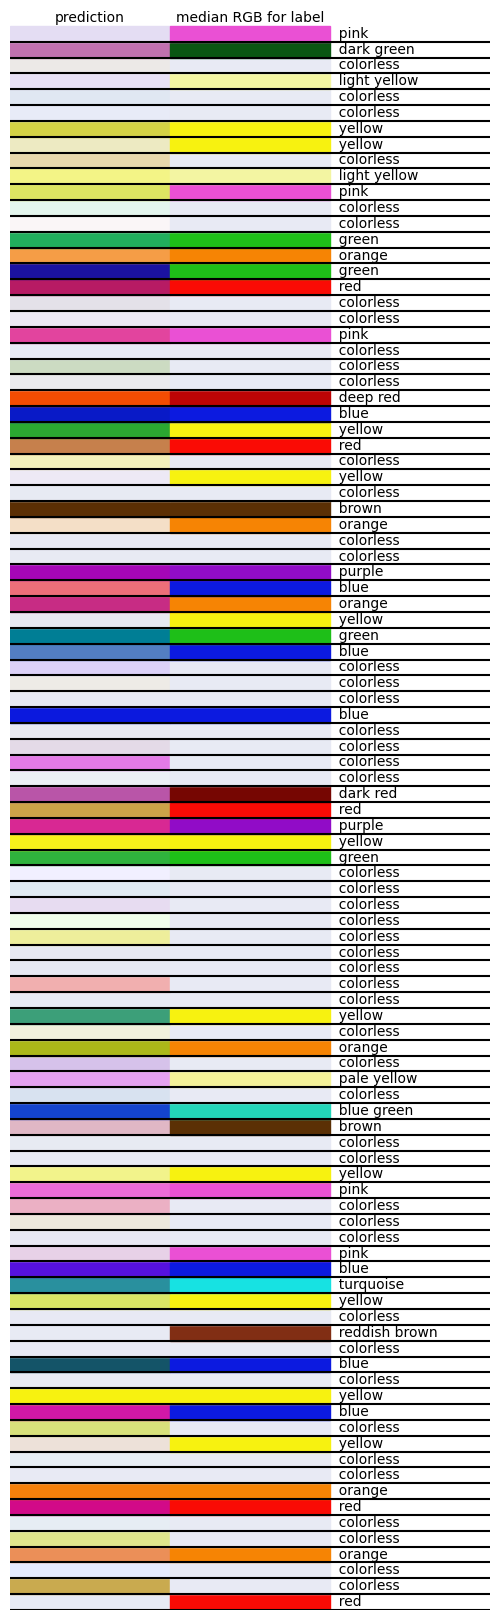 prediction median RGB for label
pink
dark green
colorless
light yellow
colorless
colorless
yellow
yellow
colorless
light yellow
pink
colorless
colorless
green
orange
green
red
colorless
colorless
pink
colorless
colorless
colorless
deep red
blue
yellow
red
colorless
yellow
colorless
brown
orange
colorless
colorless
purple
blue
orange
yellow
green
blue
colorless
colorless
colorless
blue
colorless
colorless
colorless
colorless
dark red
red
purple
yellow
green
colorless
colorless
colorless
colorless
colorless
colorless
colorless
colorless
colorless
yellow
colorless
orange
colorless
pale yellow
colorless
blue green
brown
colorless
colorless
yellow
pink
colorless
colorless
colorless
pink
blue
turquoise
yellow
colorless
reddish brown
colorless
blue
colorless
yellow
blue
colorless
yellow
colorless
colorless
orange
red
colorless
colorless
orange
colorless
colorless
red